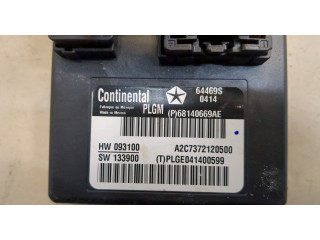 Continental
64469S
0414
Fabriqué au Mexique
Made in Mexico
PLGM
(P)68140669AE
HW 093100
A2C7372120500
SW 133900
(T)PLGE041400599